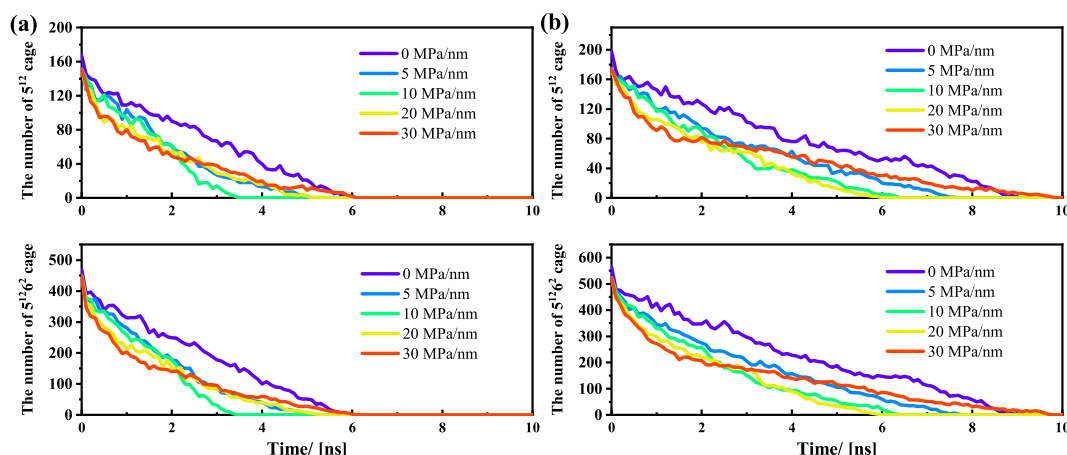 (a)
The number of 5¹² cage
200
160
120
80
40
0
0 MPa/nm
5 MPa/nm
10 MPa/nm
20 MPa/nm
30 MPa/nm
0 2 4 6 8 10
The number of 5¹²6² cage
500
400
300
200
100
0
0 MPa/nm
5 MPa/nm
10 MPa/nm
20 MPa/nm
30 MPa/nm
0 2 4 6 8 10
Time/ [ns]
(b)
The number of 5¹² cage
200
160
120
80
40
0
0 MPa/nm
5 MPa/nm
10 MPa/nm
20 MPa/nm
30 MPa/nm
0 2 4 6 8 10
The number of 5¹²6² cage
600
500
400
300
200
100
0
0 MPa/nm
5 MPa/nm
10 MPa/nm
20 MPa/nm
30 MPa/nm
0 2 4 6 8 10
Time/ [ns]